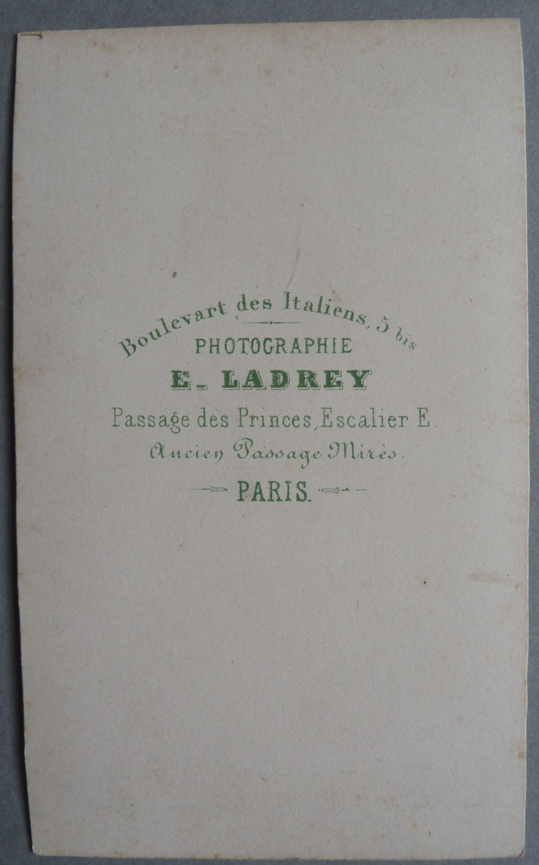 Boulevart des Italiens, 5 bis
PHOTOGRAPHIE
E. LADREY
Passage des Princes, Escalier E.
Ancien Passage Mirès.
PARIS.